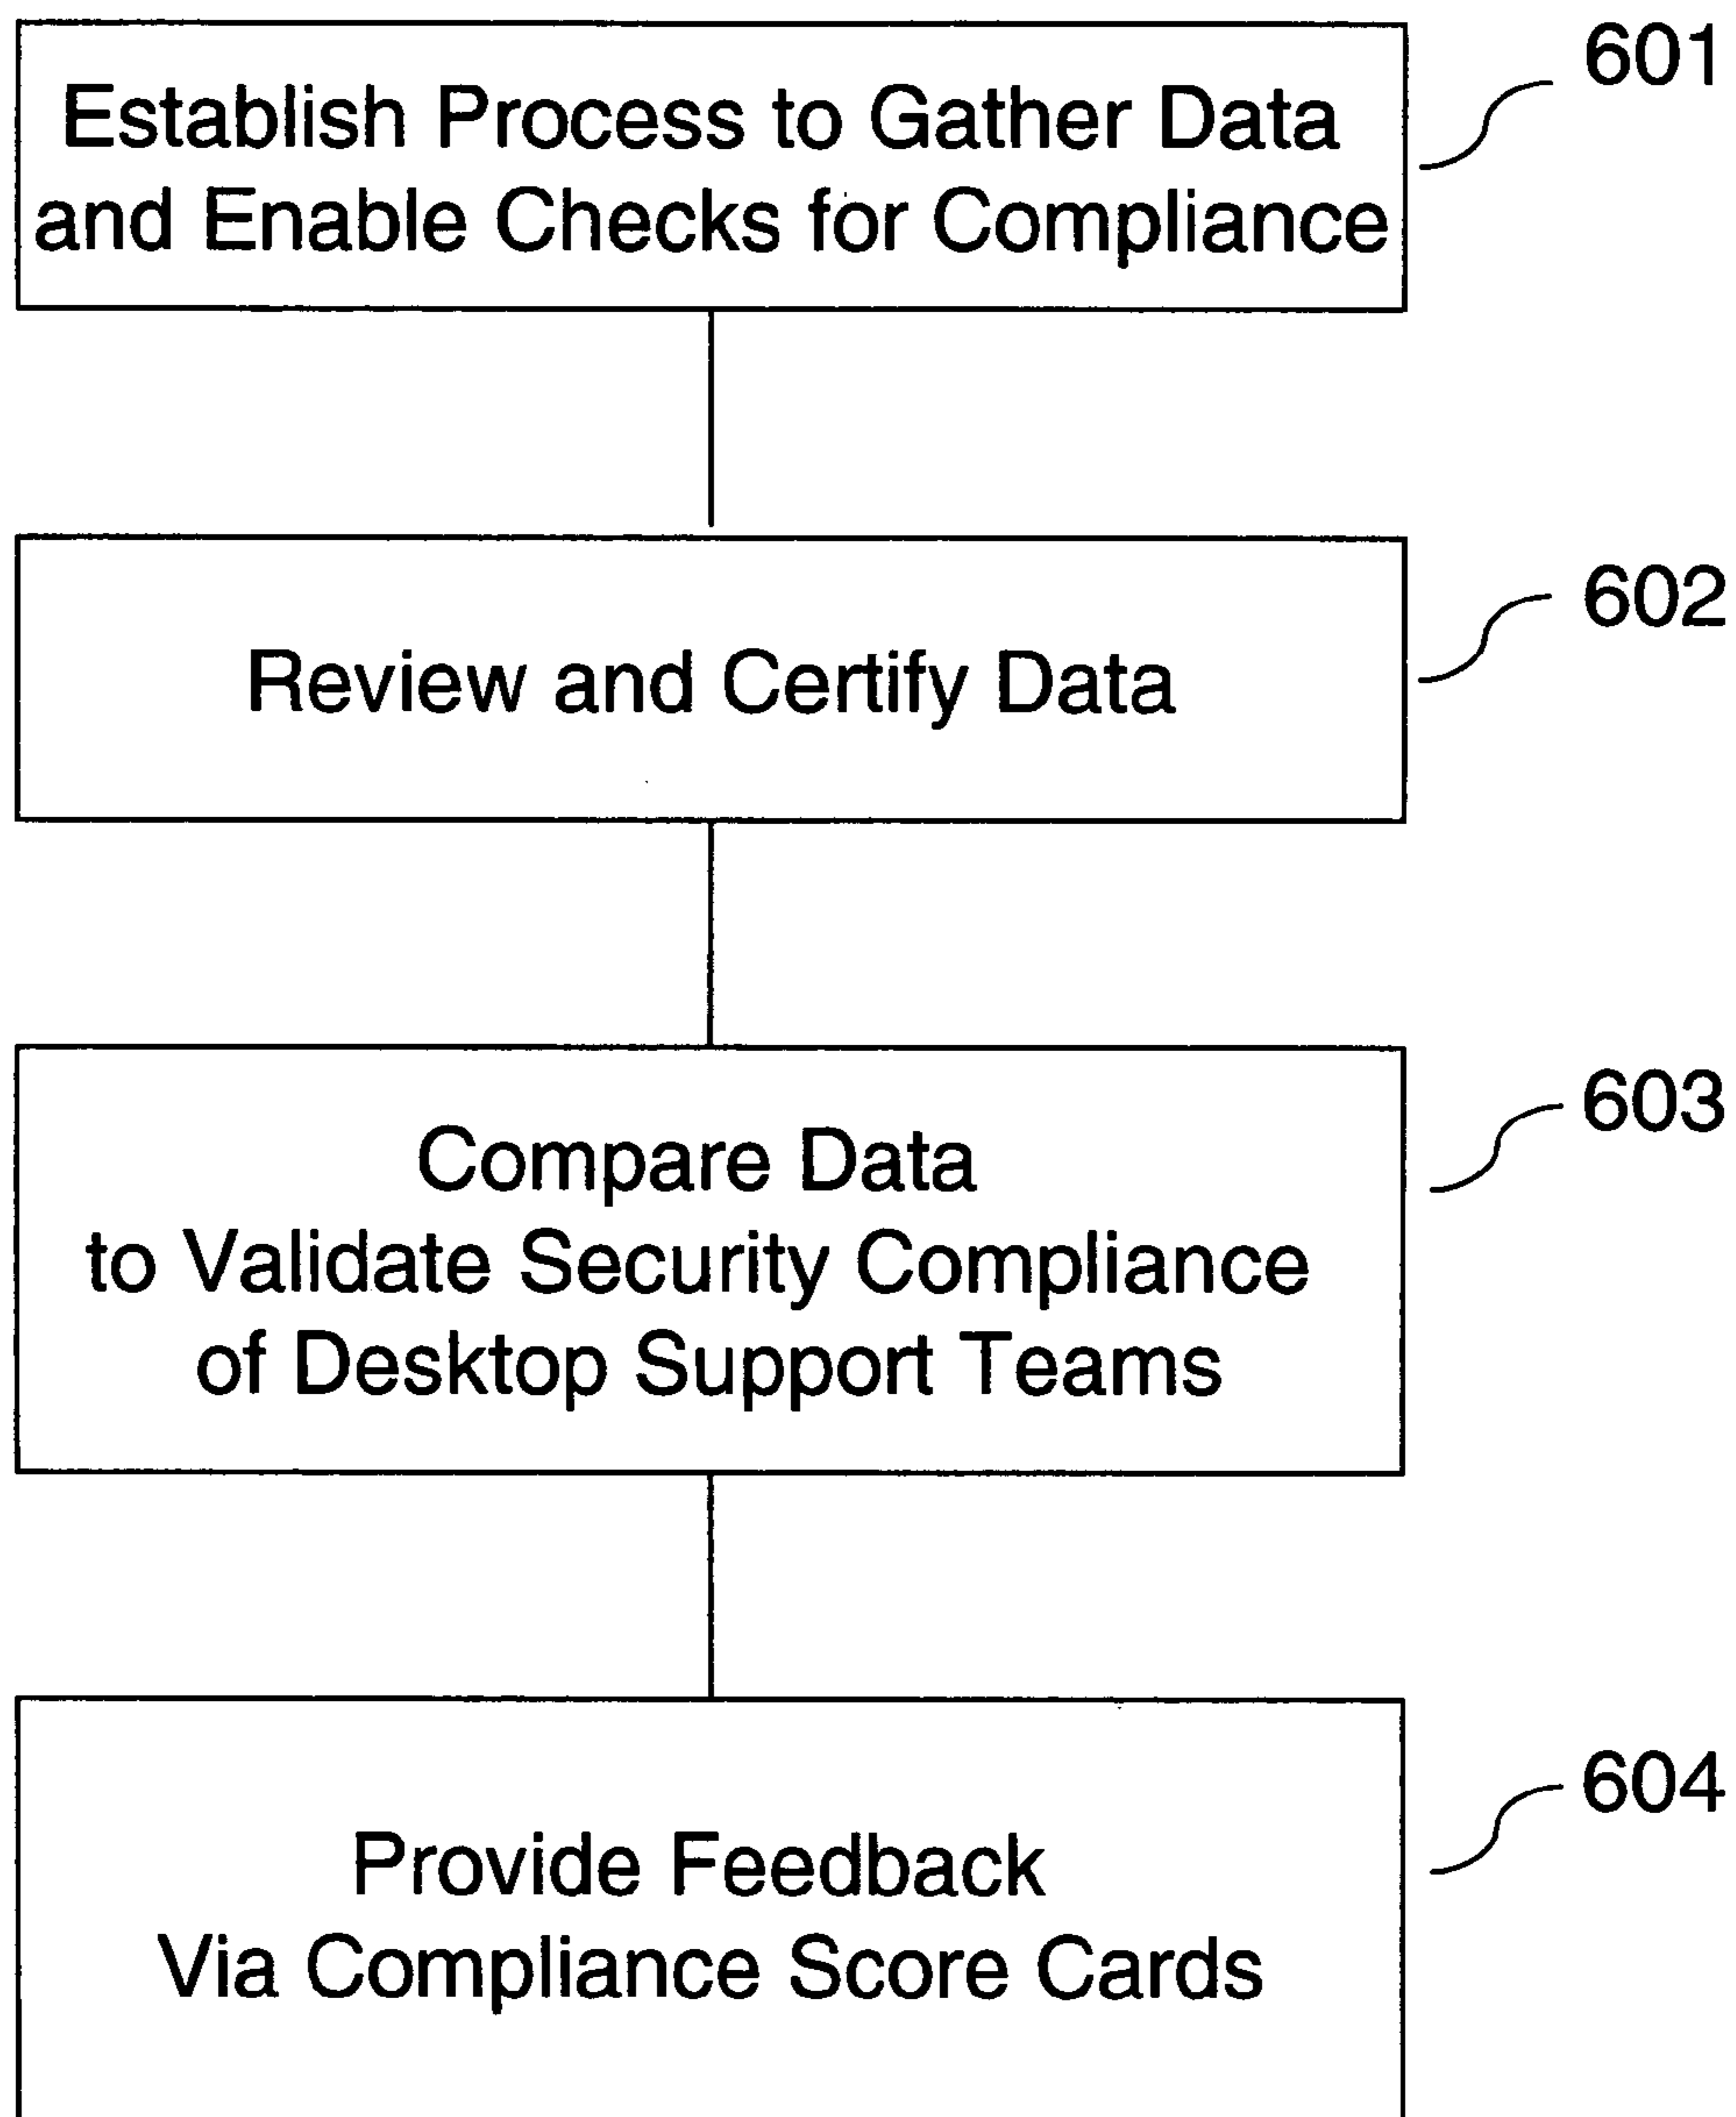 601
Establish Process to Gather Data
and Enable Checks for Compliance
602
Review and Certify Data
603
Compare Data
to Validate Security Compliance
of Desktop Support Teams
604
Provide Feedback
Via Compliance Score Cards